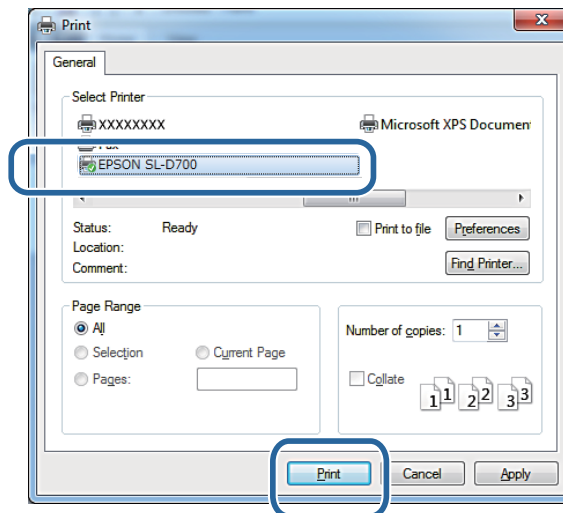 Print
General
Select Printer
XXXXXXXX
Microsoft XPS Documen
EPSON SL-D700
Status: Ready
Print to file
Preferences
Location:
Find Printer...
Comment:
Page Range
All
Selection
Current Page
Pages:
Number of copies: 1
Collate
1 1 2 2 3 3
Print
Cancel
Apply